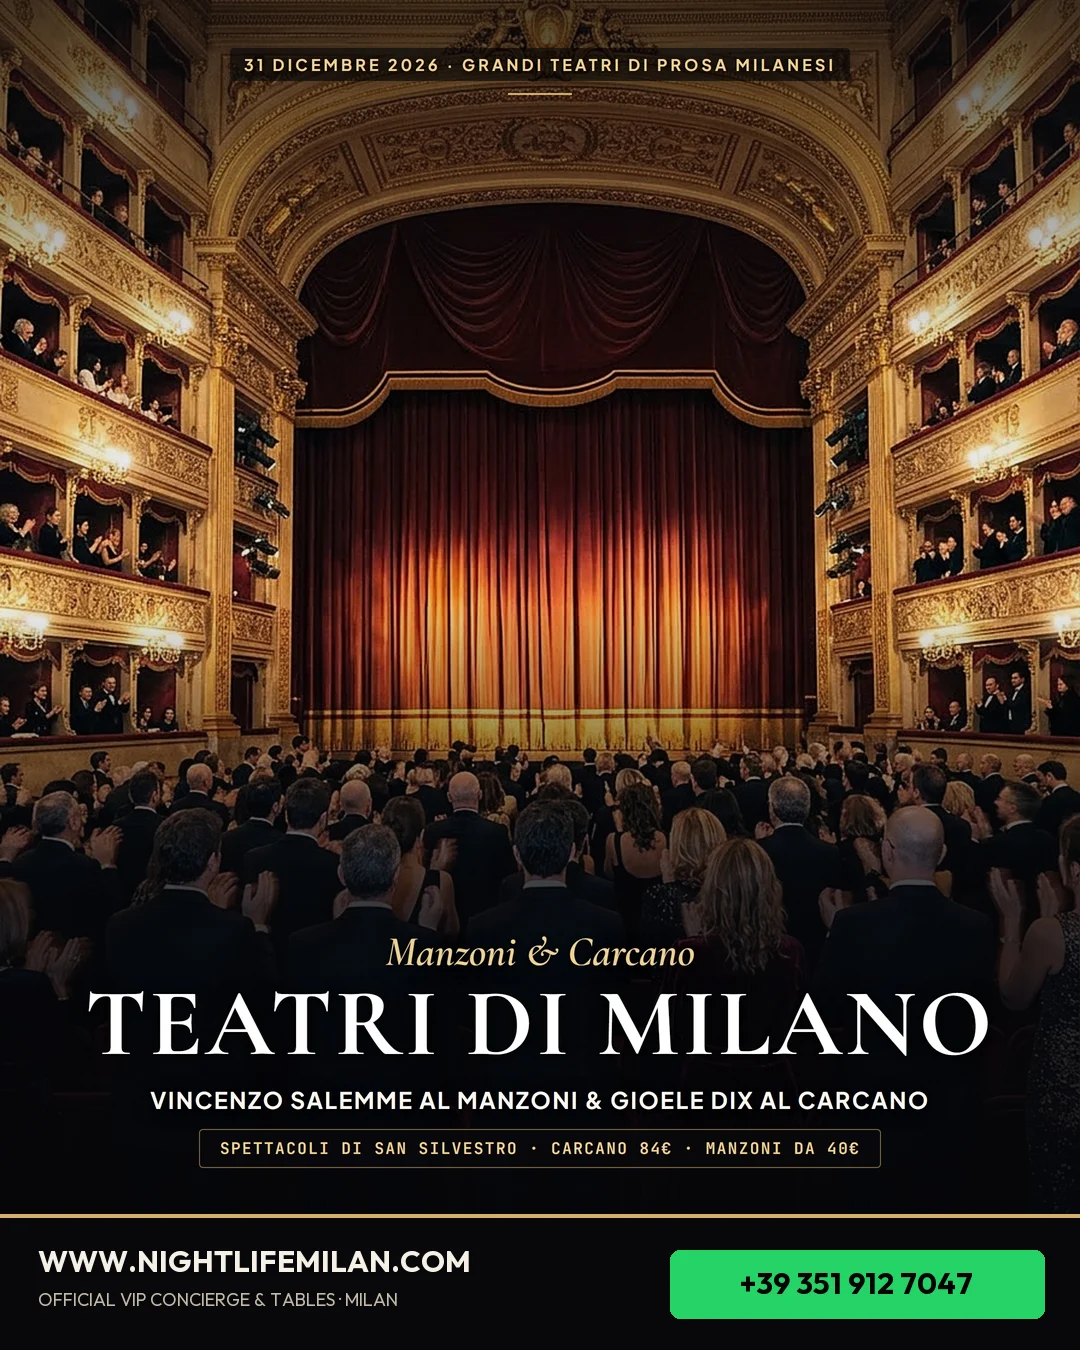 31 DICEMBRE 2026 · GRANDI TEATRI DI PROSA MILANESI
Manzoni & Carcano
TEATRI DI MILANO
VINCENZO SALEMME AL MANZONI & GIOELE DIX AL CARCANO
SPETTACOLI DI SAN SILVESTRO · CARCANO 84€ · MANZONI DA 40€
WWW.NIGHTLIFEMILAN.COM
OFFICIAL VIP CONCIERGE & TABLES · MILAN
+39 351 912 7047